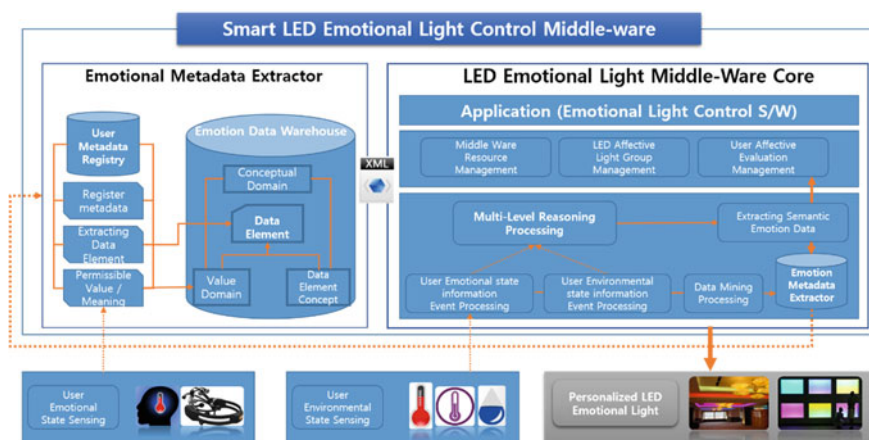 Smart LED Emotional Light Control Middle-ware
Emotional Metadata Extractor
User
Metadata
Registry
Register
metadata
Extracting Data
Element
Permissible
Value /
Meaning
Emotion Data Warehouse
Conceptual
Domain
Data
Element
Value
Domain
Data
Element
Concept
XML
LED Emotional Light Middle-Ware Core
Application (Emotional Light Control S/W)
Middle Ware
Resource
Management
LED Affective
Light Group
Management
User Affective
Evaluation
Management
Multi-Level Reasoning
Processing
Extracting Semantic
Emotion Data
User Emotional state
information
Event Processing
User Environmental
state information
Event Processing
Data Mining
Processing
Emotion
Metadata
Extractor
User
Emotional
State Sensing
User
Environmental
State Sensing
Personalized LED
Emotional Light